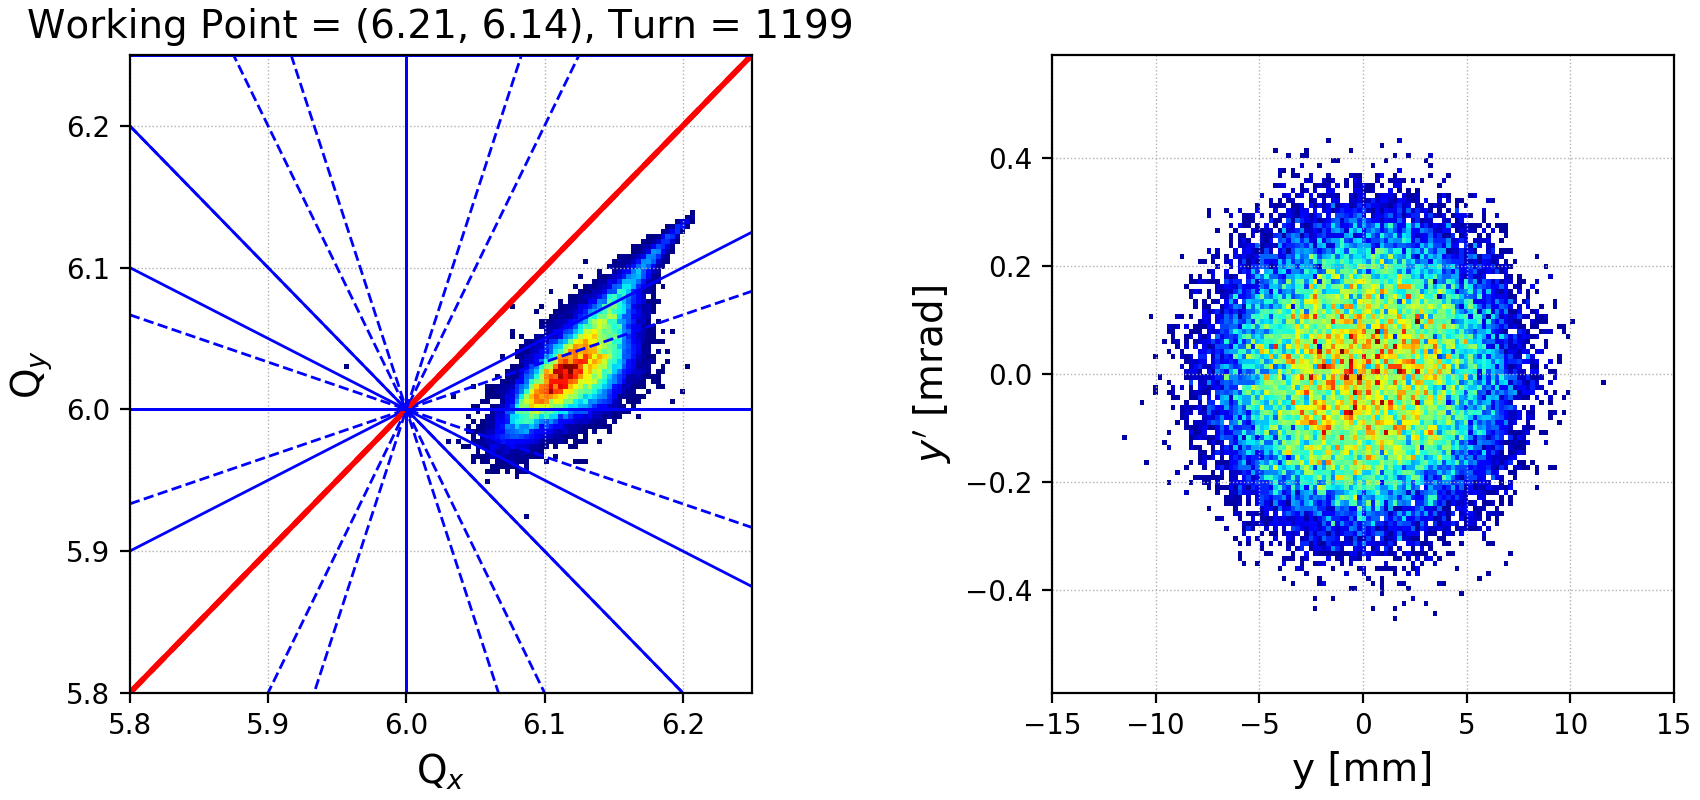 Working Point = (6.21, 6.14), Turn = 1199
6.2
6.1
6.0
5.9
5.8
Qy
5.8 5.9 6.0 6.1 6.2
Qx
0.4
0.2
0.0
−0.2
−0.4
y′ [mrad]
−15 −10 −5 0 5 10 15
y [mm]